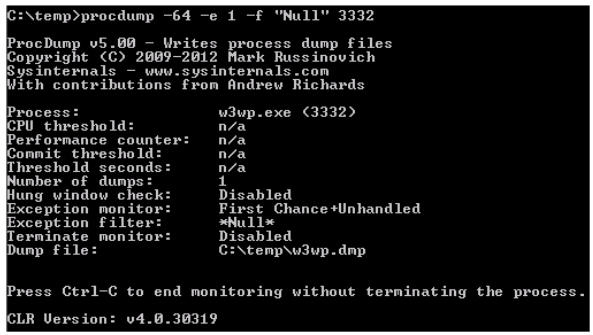 C:\temp>procdump -64 -e 1 -f "Null" 3332
ProcDump v5.00 - Writes process dump files
Copyright (C) 2009-2012 Mark Russinovich
Sysinternals - www.sysinternals.com
With contributions from Andrew Richards
Process: w3wp.exe (3332)
CPU threshold: n/a
Performance counter: n/a
Commit threshold: n/a
Threshold seconds: n/a
Number of dumps: 1
Hung window check: Disabled
Exception monitor: First Chance+Unhandled
Exception filter: *Null*
Terminate monitor: Disabled
Dump file: C:\temp\w3wp.dmp
Press Ctrl-C to end monitoring without terminating the process.
CLR Version: v4.0.30319